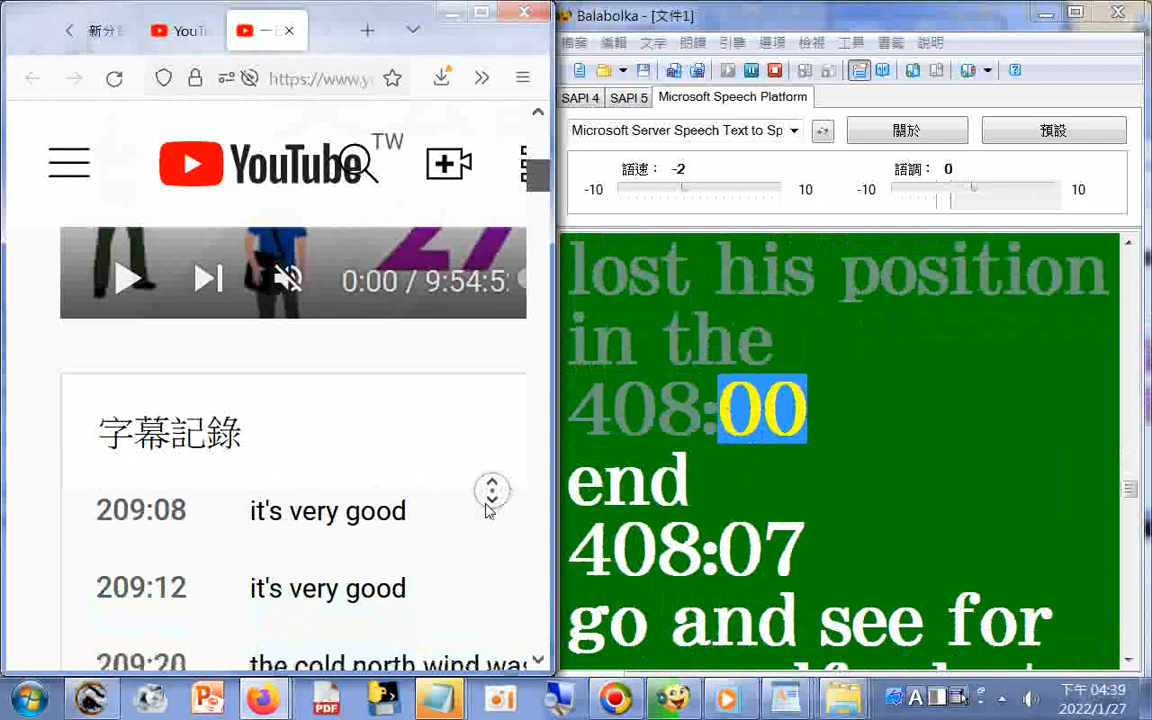 新分
YouT
一
https://www.y
YouTube
TW
27
0:00 / 9:54:5
字幕記錄
209:08 it's very good
209:12 it's very good
209:20 the cold north wind was
Balabolka - [文件1]
檔案 編輯 文字 朗讀 引擎 選項 檢視 工具 書籤 說明
SAPI 4 SAPI 5 Microsoft Speech Platform
Microsoft Server Speech Text to Sp
關於
預設
語速: -2
語調: 0
-10 10 -10 10
lost his position
in the
408:00
end
408:07
go and see for
PDF
A
下午 04:39
2022/1/27